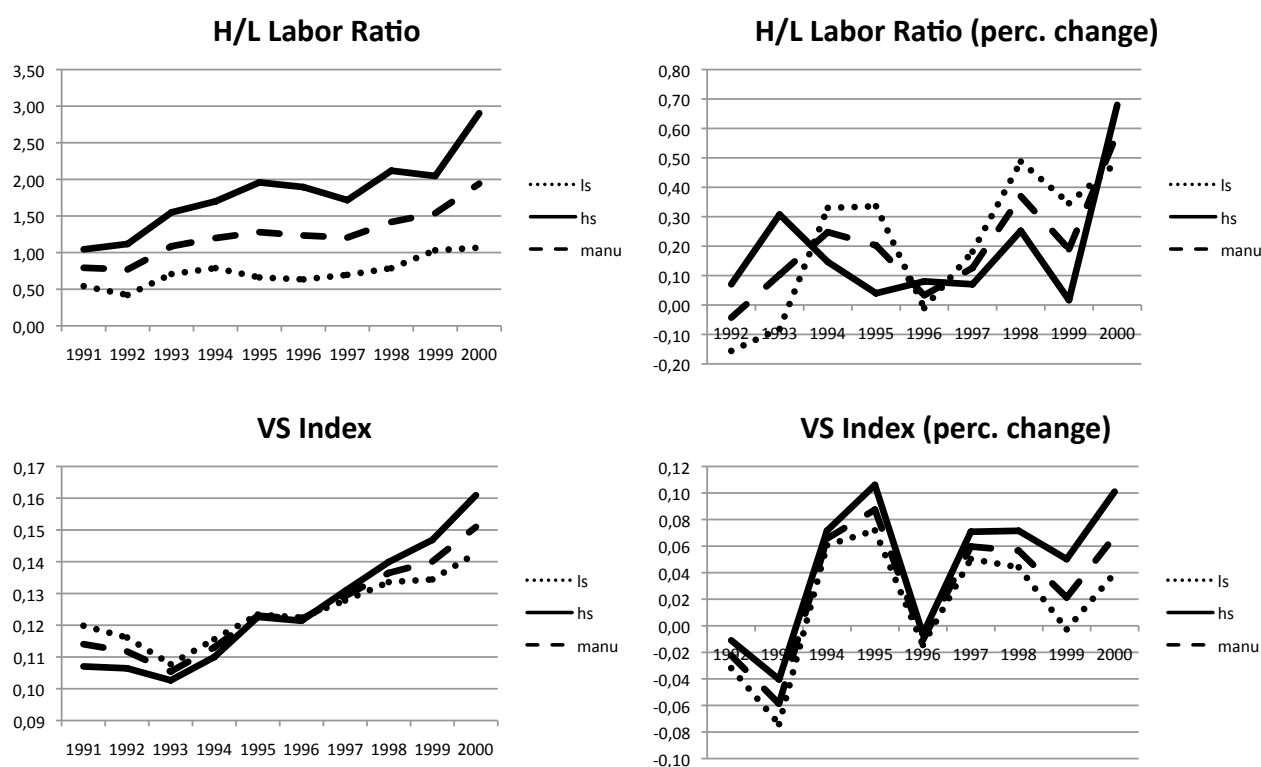 H/L Labor Ratio
3,50
3,00
2,50
2,00
1,50
1,00
0,50
0,00
1991 1992 1993 1994 1995 1996 1997 1998 1999 2000
ls
hs
manu
H/L Labor Ratio (perc. change)
0,80
0,70
0,60
0,50
0,40
0,30
0,20
0,10
0,00
-0,10
-0,20
1992 1993 1994 1995 1996 1997 1998 1999 2000
ls
hs
manu
VS Index
0,17
0,16
0,15
0,14
0,13
0,12
0,11
0,10
0,09
1991 1992 1993 1994 1995 1996 1997 1998 1999 2000
ls
hs
manu
VS Index (perc. change)
0,12
0,10
0,08
0,06
0,04
0,02
0,00
-0,02
-0,04
-0,06
-0,08
-0,10
1992 1993 1994 1995 1996 1997 1998 1999 2000
ls
hs
manu